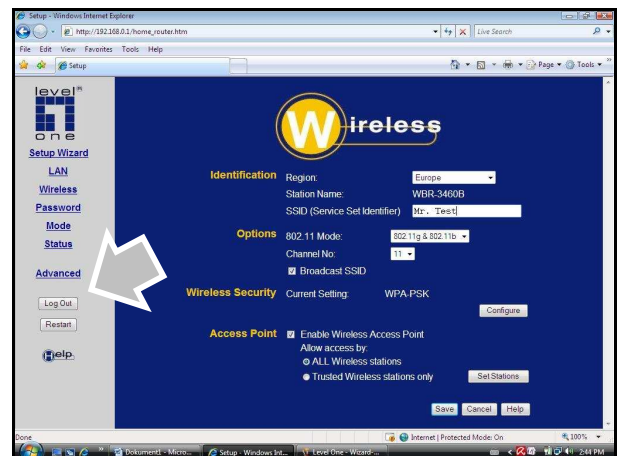 Setup - Windows Internet Explorer
http://192.168.0.1/home_router.htm
Live Search
File Edit View Favorites Tools Help
Setup
Page Tools
level
one
Setup Wizard
LAN
Wireless
Password
Mode
Status
Advanced
Log Out
Restart
Help
Wireless
Identification
Region: Europe
Station Name: WBR-3460B
SSID (Service Set Identifier) Mr. Test
Options
802.11 Mode: 802.11g & 802.11b
Channel No: 11
Broadcast SSID
Wireless Security
Current Setting: WPA-PSK
Configure
Access Point
Enable Wireless Access Point
Allow access by:
ALL Wireless stations
Trusted Wireless stations only
Set Stations
Save Cancel Help
Done
Internet | Protected Mode: On
100%
Dokument1 - Micro...
Setup - Windows Int...
Level One - Wizard-...
2:44 PM